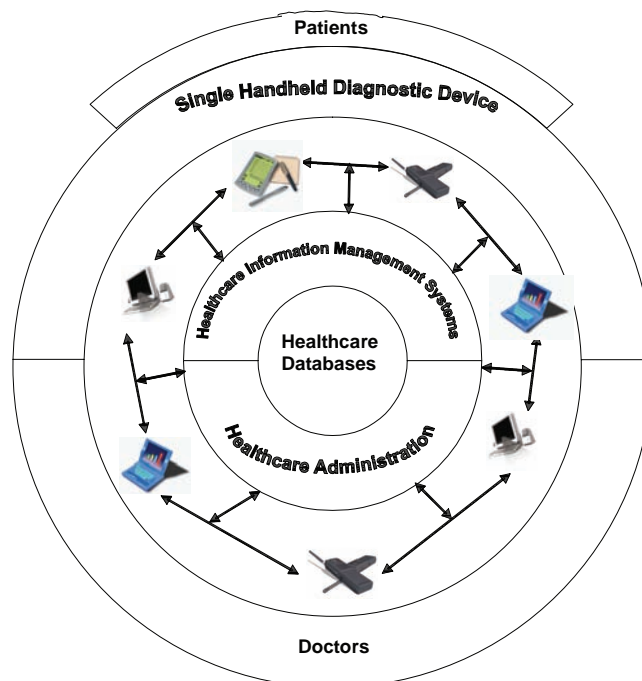 Patients
Single Handheld Diagnostic Device
Healthcare Information Management Systems
Healthcare
Databases
Healthcare Administration
Doctors